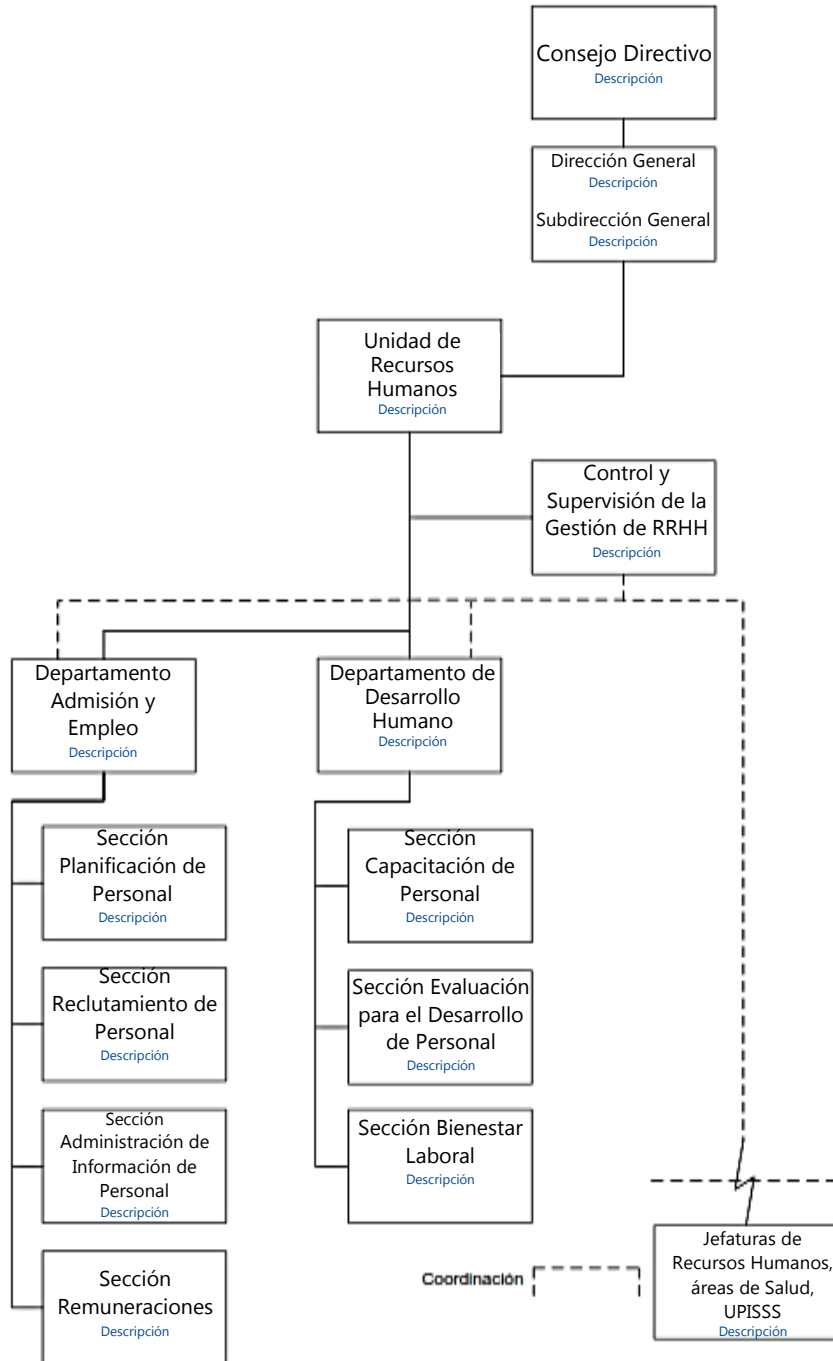 Consejo Directivo
Descripción
Dirección General
Descripción
Subdirección General
Descripción
Unidad de
Recursos
Humanos
Descripción
Control y
Supervisión de la
Gestión de RRHH
Descripción
Departamento
Admisión y
Empleo
Descripción
Departamento de
Desarrollo
Humano
Descripción
Sección
Planificación de
Personal
Descripción
Sección
Reclutamiento de
Personal
Descripción
Sección
Administración de
Información de
Personal
Descripción
Sección
Remuneraciones
Descripción
Sección
Capacitación de
Personal
Descripción
Sección Evaluación
para el Desarrollo
de Personal
Descripción
Sección Bienestar
Laboral
Descripción
Coordinación
Jefaturas de
Recursos Humanos,
áreas de Salud,
UPISSS
Descripción